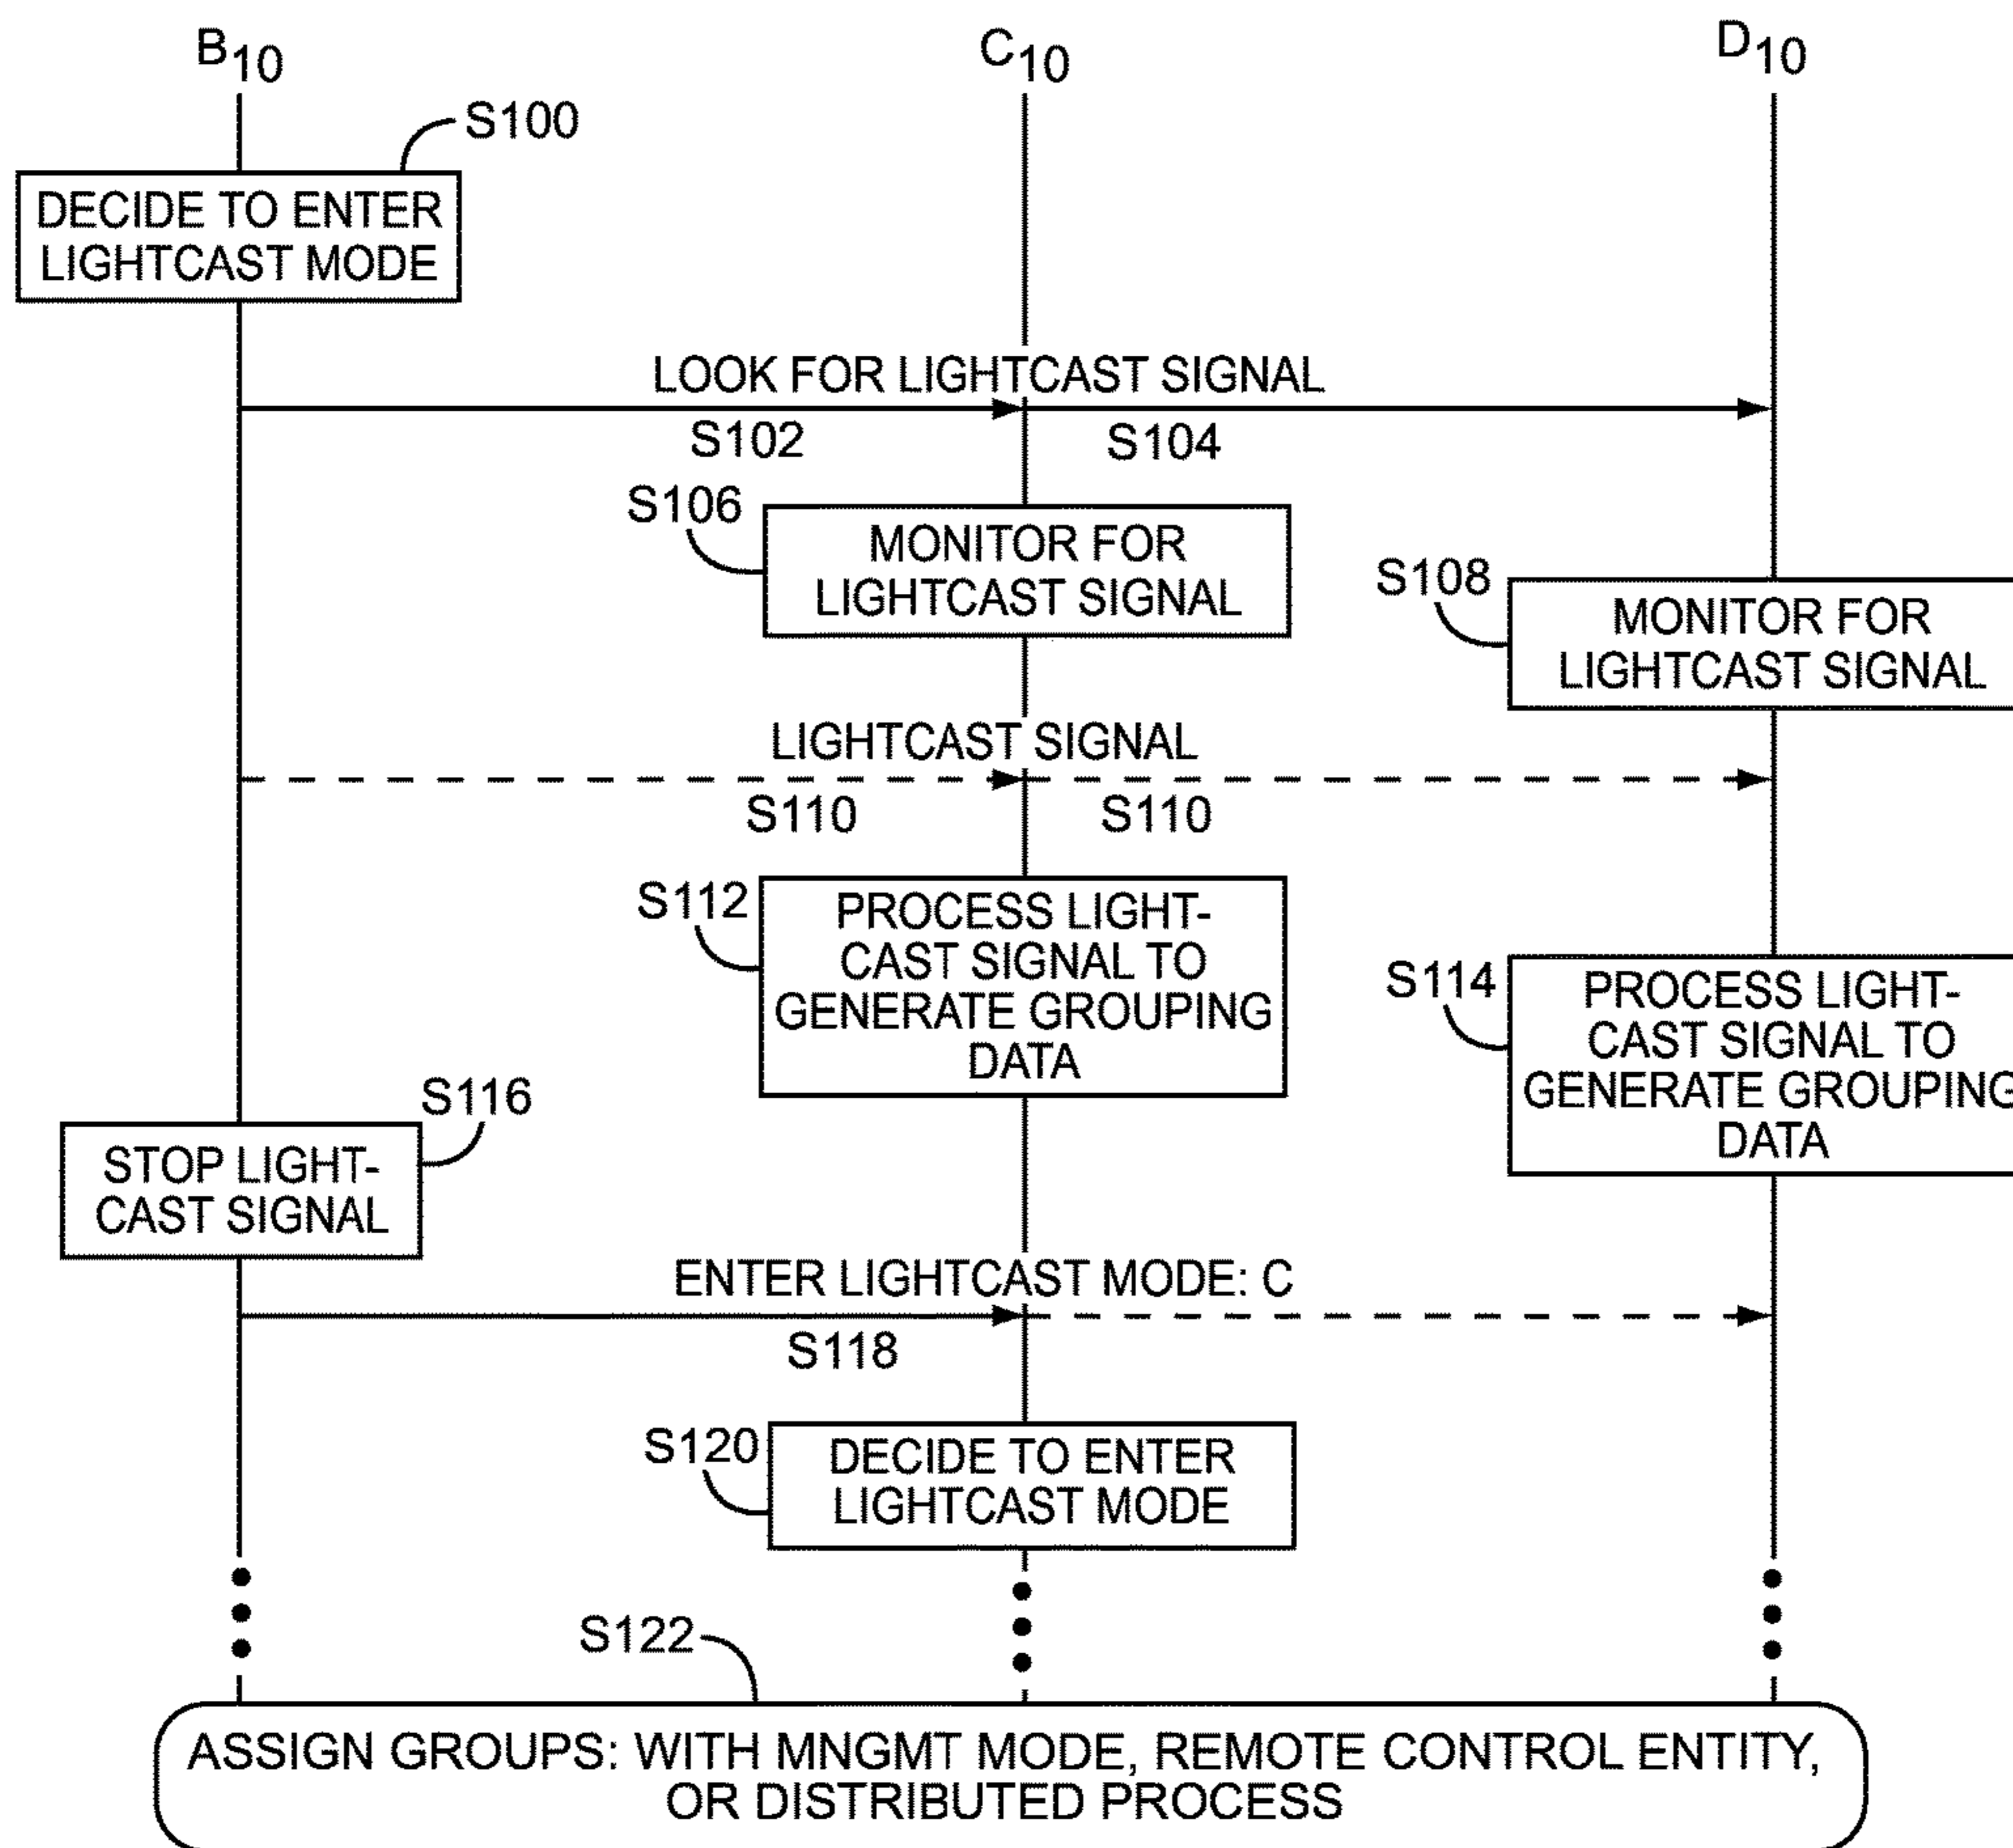 B10
C10
D10
S100
DECIDE TO ENTER
LIGHTCAST MODE
LOOK FOR LIGHTCAST SIGNAL
S102
S104
S106
MONITOR FOR
LIGHTCAST SIGNAL
S108
MONITOR FOR
LIGHTCAST SIGNAL
LIGHTCAST SIGNAL
S110
S110
S112
PROCESS LIGHT-
CAST SIGNAL TO
GENERATE GROUPING
DATA
S114
PROCESS LIGHT-
CAST SIGNAL TO
GENERATE GROUPING
DATA
S116
STOP LIGHT-
CAST SIGNAL
ENTER LIGHTCAST MODE: C
S118
S120
DECIDE TO ENTER
LIGHTCAST MODE
S122
ASSIGN GROUPS: WITH MNGMT MODE, REMOTE CONTROL ENTITY,
OR DISTRIBUTED PROCESS